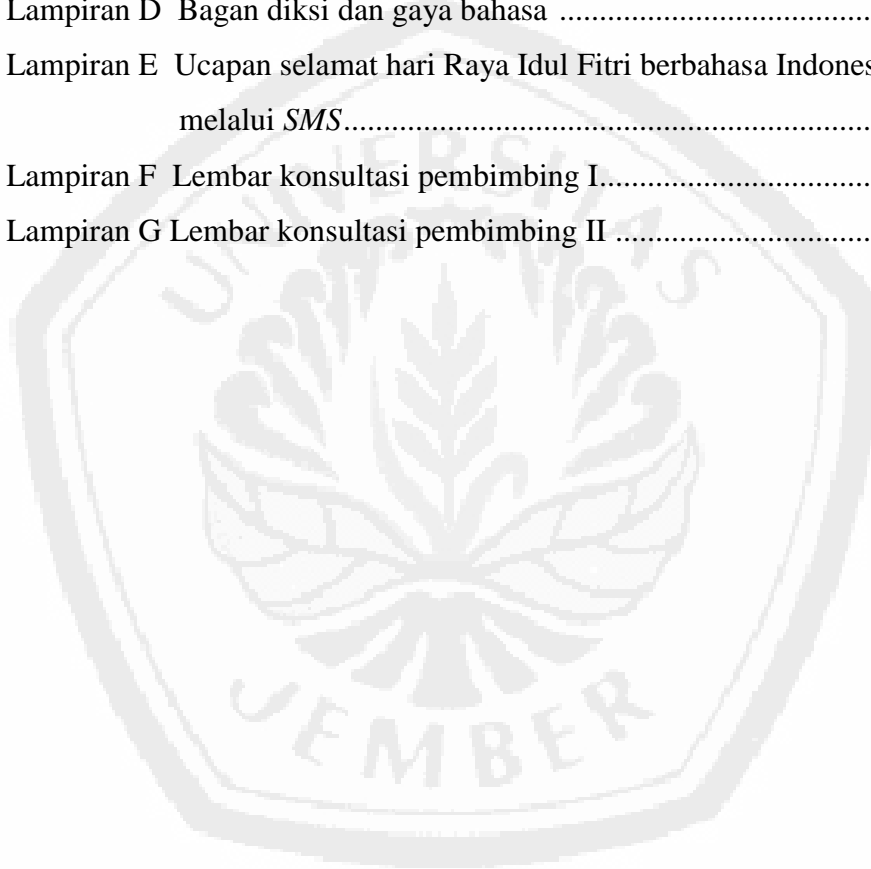 Lampiran D Bagan diksi dan gaya bahasa ....................................
Lampiran E Ucapan selamat hari Raya Idul Fitri berbahasa
melalui SMS...................................................................
Lampiran F Lembar konsultasi pembimbing I..................................
Lampiran G Lembar konsultasi pembimbing II ................................
UNIVERSITAS
JEMBER